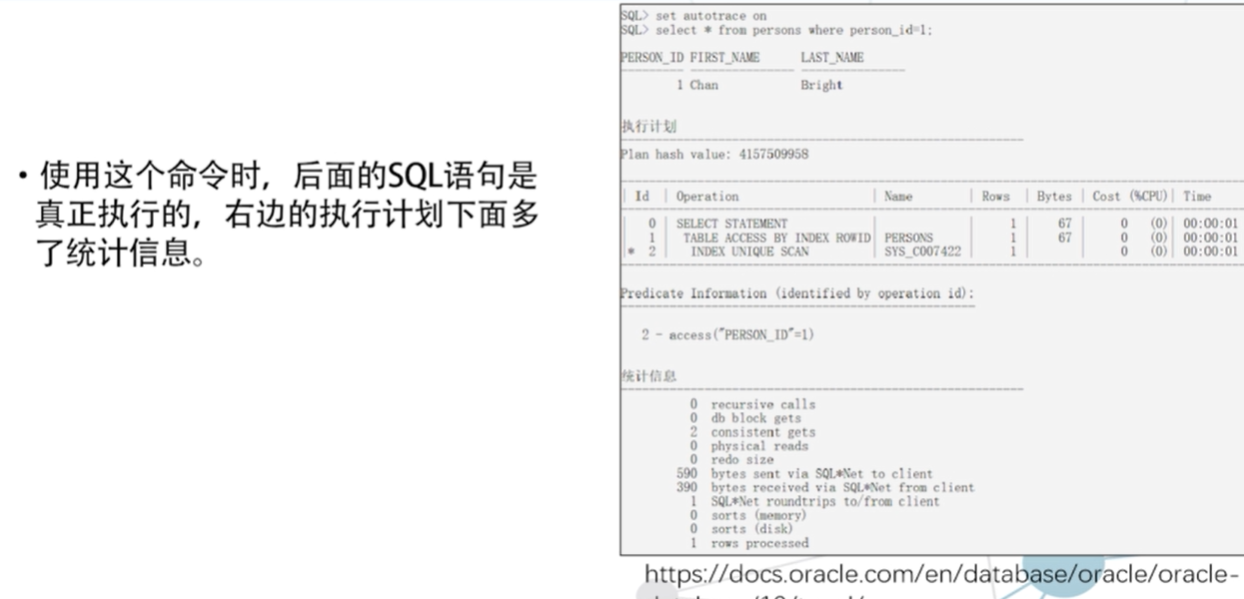 • 使用这个命令时，后面的SQL语句是
真正执行的，右边的执行计划下面多
了统计信息。
SQL> set autotrace on
SQL> select * from persons where person_id=1;
PERSON_ID FIRST_NAME LAST_NAME
1 Chan Bright
执行计划
Plan hash value: 4157509958
| Id | Operation | Name | Rows | Bytes | Cost (%CPU)| Time
| 0 | SELECT STATEMENT | | 1 | 67 | 0 (0)| 00:00:01
| 1 | TABLE ACCESS BY INDEX ROWID| PERSONS | 1 | 67 | 0 (0)| 00:00:01
|* 2 | INDEX UNIQUE SCAN | SYS_C007422 | 1 | | 0 (0)| 00:00:01
Predicate Information (identified by operation id):
2 - access("PERSON_ID"=1)
统计信息
0 recursive calls
0 db block gets
2 consistent gets
0 physical reads
0 redo size
590 bytes sent via SQL*Net to client
390 bytes received via SQL*Net from client
1 SQL*Net roundtrips to/from client
0 sorts (memory)
0 sorts (disk)
1 rows processed
https://docs.oracle.com/en/database/oracle/oracle-